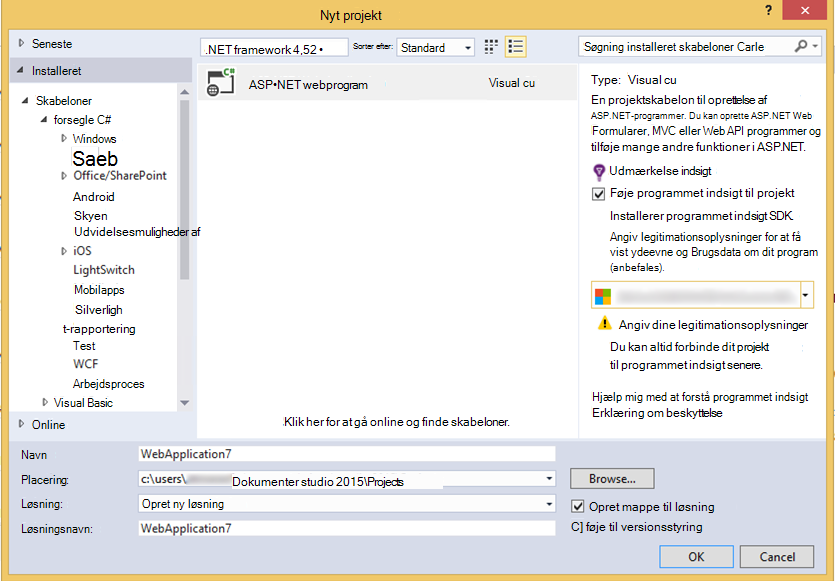 Nyt projekt
?
Seneste
.NET framework 4,52
Sorter efter:
Standard
Søgning installeret skabeloner Carle
Installeret
Skabeloner
forsegle C#
Windows
Saeb
Office/SharePoint
Android
Skyen
Udvidelsesmuligheder af
iOS
LightSwitch
Mobilapps
Silverligh
t-rapportering
Test
WCF
Arbejdsproces
Visual Basic
Online
C#
ASP•NET webprogram
Visual cu
.Klik her for at gå online og finde skabeloner.
Type: Visual cu
En projektskabelon til oprettelse af
ASP.NET-programmer. Du kan oprette ASP.NET Web
Formularer, MVC eller Web API programmer og
tilføje mange andre funktioner i ASP.NET.
Udmærkelse indsigt
Føje programmet indsigt til projekt
Installerer programmet indsigt SDK.
Angiv legitimationsoplysninger for at få
vist ydeevne og Brugsdata om dit program
(anbefales).
Angiv dine legitimationsoplysninger
Du kan altid forbinde dit projekt
til programmet indsigt senere.
Hjælp mig med at forstå programmet indsigt
Erklæring om beskyttelse
Navn
WebApplication7
Placering:
c:\users\ Dokumenter studio 2015\Projects
Browse...
Løsning:
Opret ny løsning
Opret mappe til løsning
Løsningsnavn:
WebApplication7
C] føje til versionsstyring
OK
Cancel